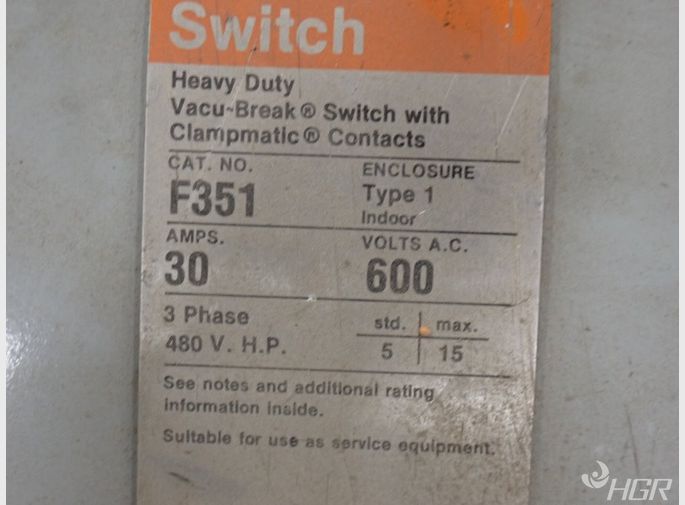 Switch
Heavy Duty
Vacu-Break® Switch with
Clampmatic® Contacts
CAT. NO.
F351
ENCLOSURE
Type 1
Indoor
AMPS.
30
VOLTS A.C.
600
3 Phase
480 V. H.P.
std. max.
5 15
See notes and additional rating
information inside.
Suitable for use as service equipment.
HGR